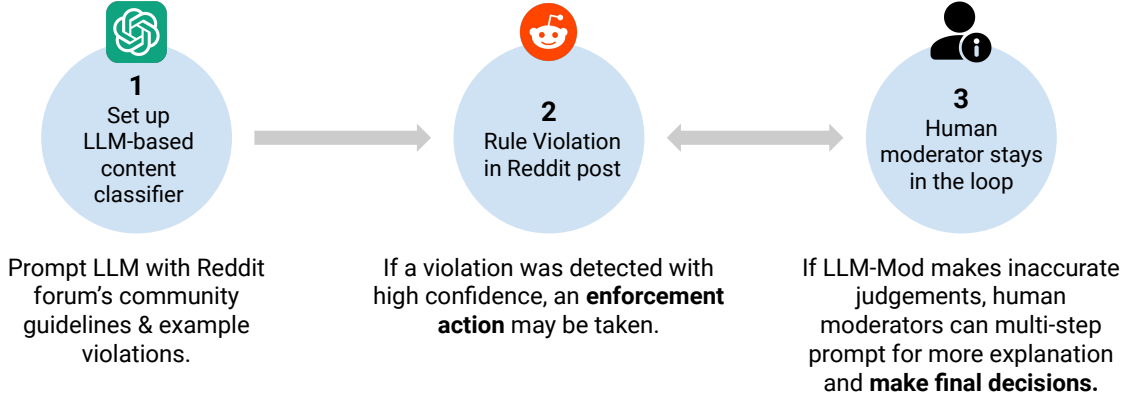 1
Set up
LLM-based
content
classifier
2
Rule Violation
in Reddit post
3
Human
moderator stays
in the loop
Prompt LLM with Reddit
forum's community
guidelines & example
violations.
If a violation was detected with
high confidence, an enforcement
action may be taken.
If LLM-Mod makes inaccurate
judgements, human
moderators can multi-step
prompt for more explanation
and make final decisions.